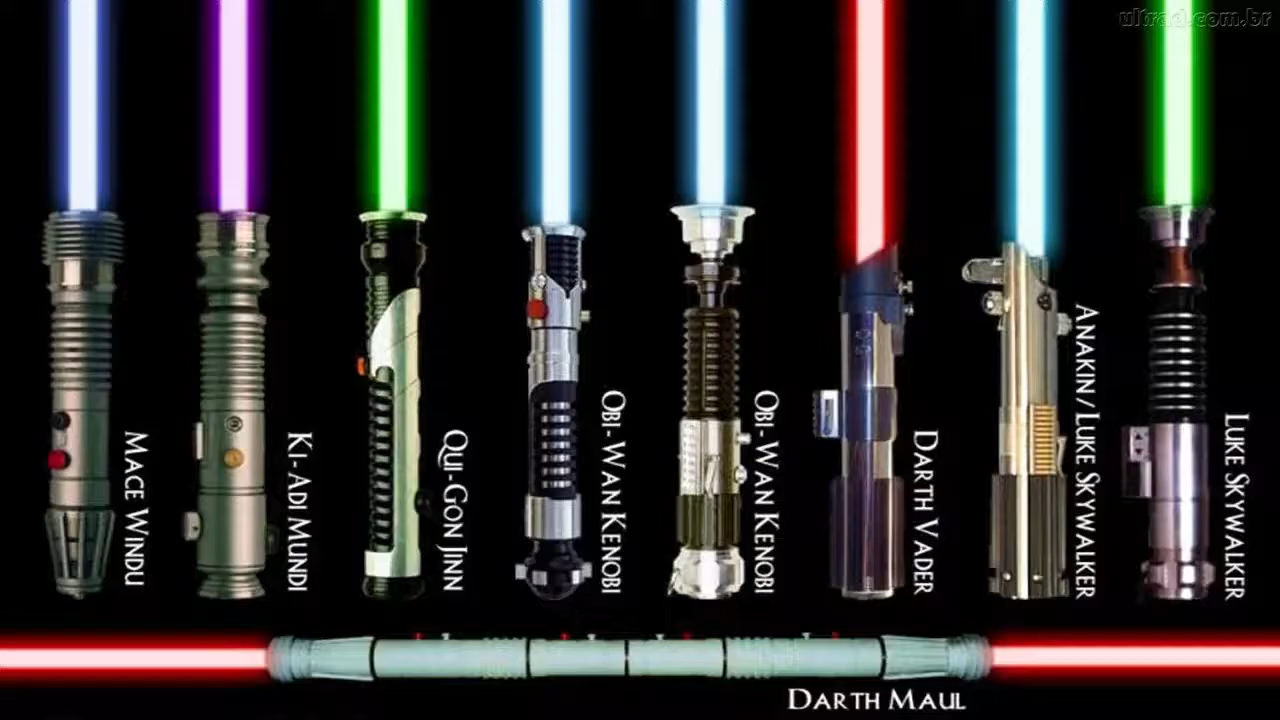 ultrad.com.br
MACE WINDU
KI-ADI MUNDI
QUI-GON JINN
OBI-WAN KENOBI
OBI-WAN KENOBI
DARTH VADER
ANAKIN/LUKE SKYWALKER
LUKE SKYWALKER
DARTH MAUL